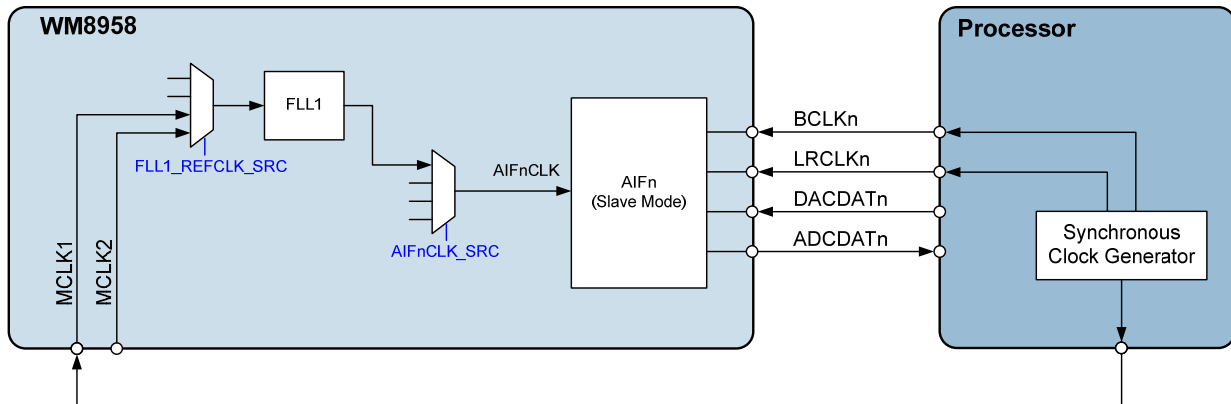 WM8958
Processor
FLL1
FLL1_REFCLK_SRC
AIFnCLK
AIFnCLK_SRC
AIFn
(Slave Mode)
BCLKn
LRCLKn
DACDATn
ADCDATn
Synchronous
Clock Generator
MCLK1
MCLK2